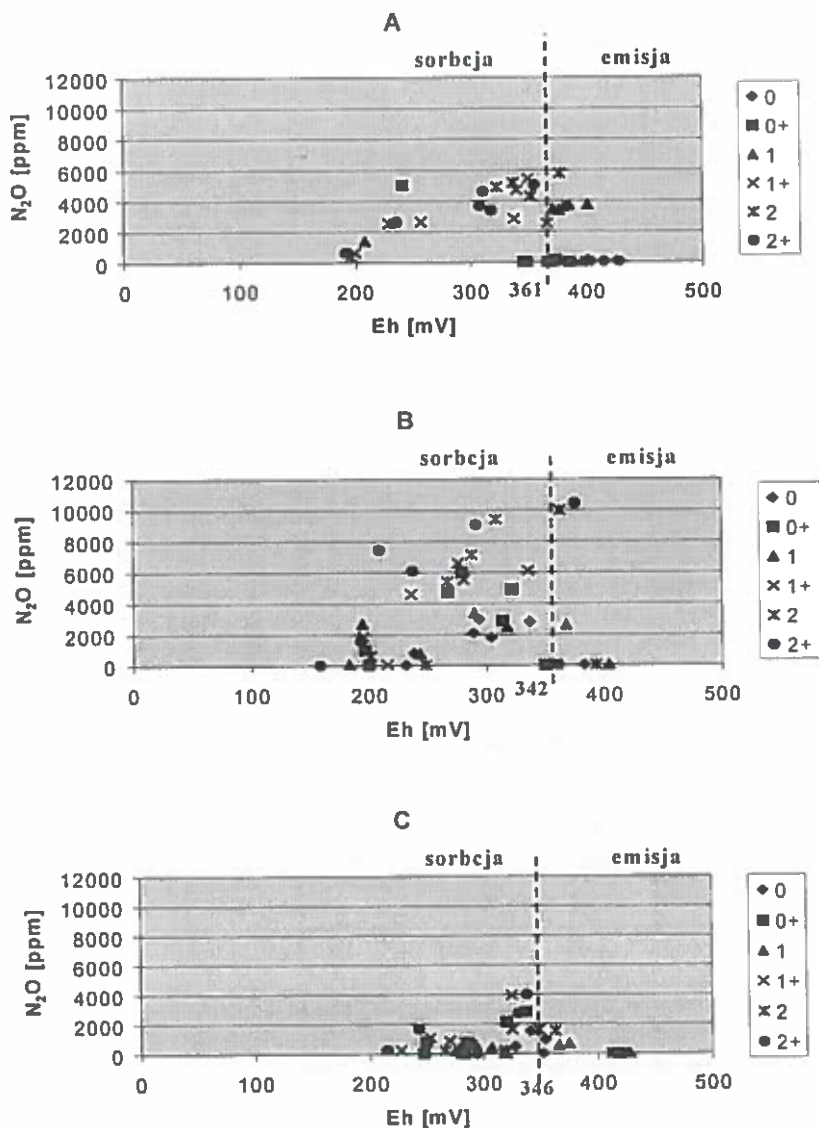 A
sorbcja emisja
N₂O [ppm]
12000
10000
8000
6000
4000
2000
0
0 100 200 300 361 400 500
Eh [mV]
0
0+
1
1+
2
2+
B
sorbcja emisja
N₂O [ppm]
12000
10000
8000
6000
4000
2000
0
0 100 200 300 342 400 500
Eh [mV]
0
0+
1
1+
2
2+
C
sorbcja emisja
N₂O [ppm]
12000
10000
8000
6000
4000
2000
0
0 100 200 300 346 400 500
Eh [mV]
0
0+
1
1+
2
2+